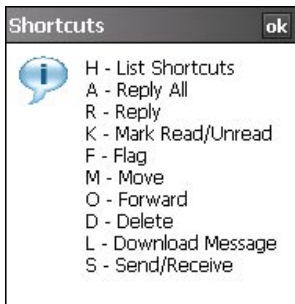 Shortcuts ok
H - List Shortcuts
A - Reply All
R - Reply
K - Mark Read/Unread
F - Flag
M - Move
O - Forward
D - Delete
L - Download Message
S - Send/Receive